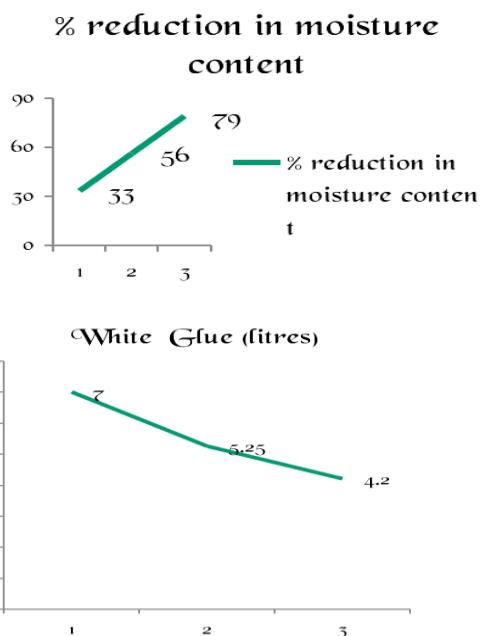 % reduction in moisture
content
90
79
60
56
% reduction in
moisture conten
t
30
33
0
1 2 3
White Glue (litres)
7
5.25
4.2
1 2 3